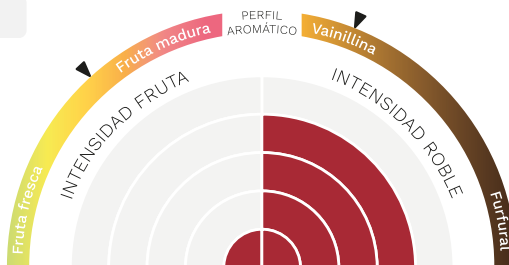 PERFIL
AROMÁTICO
Fruta madura
Vainillina
INTENSIDAD FRUTA
INTENSIDAD ROBLE
Fruta fresca
Furfural